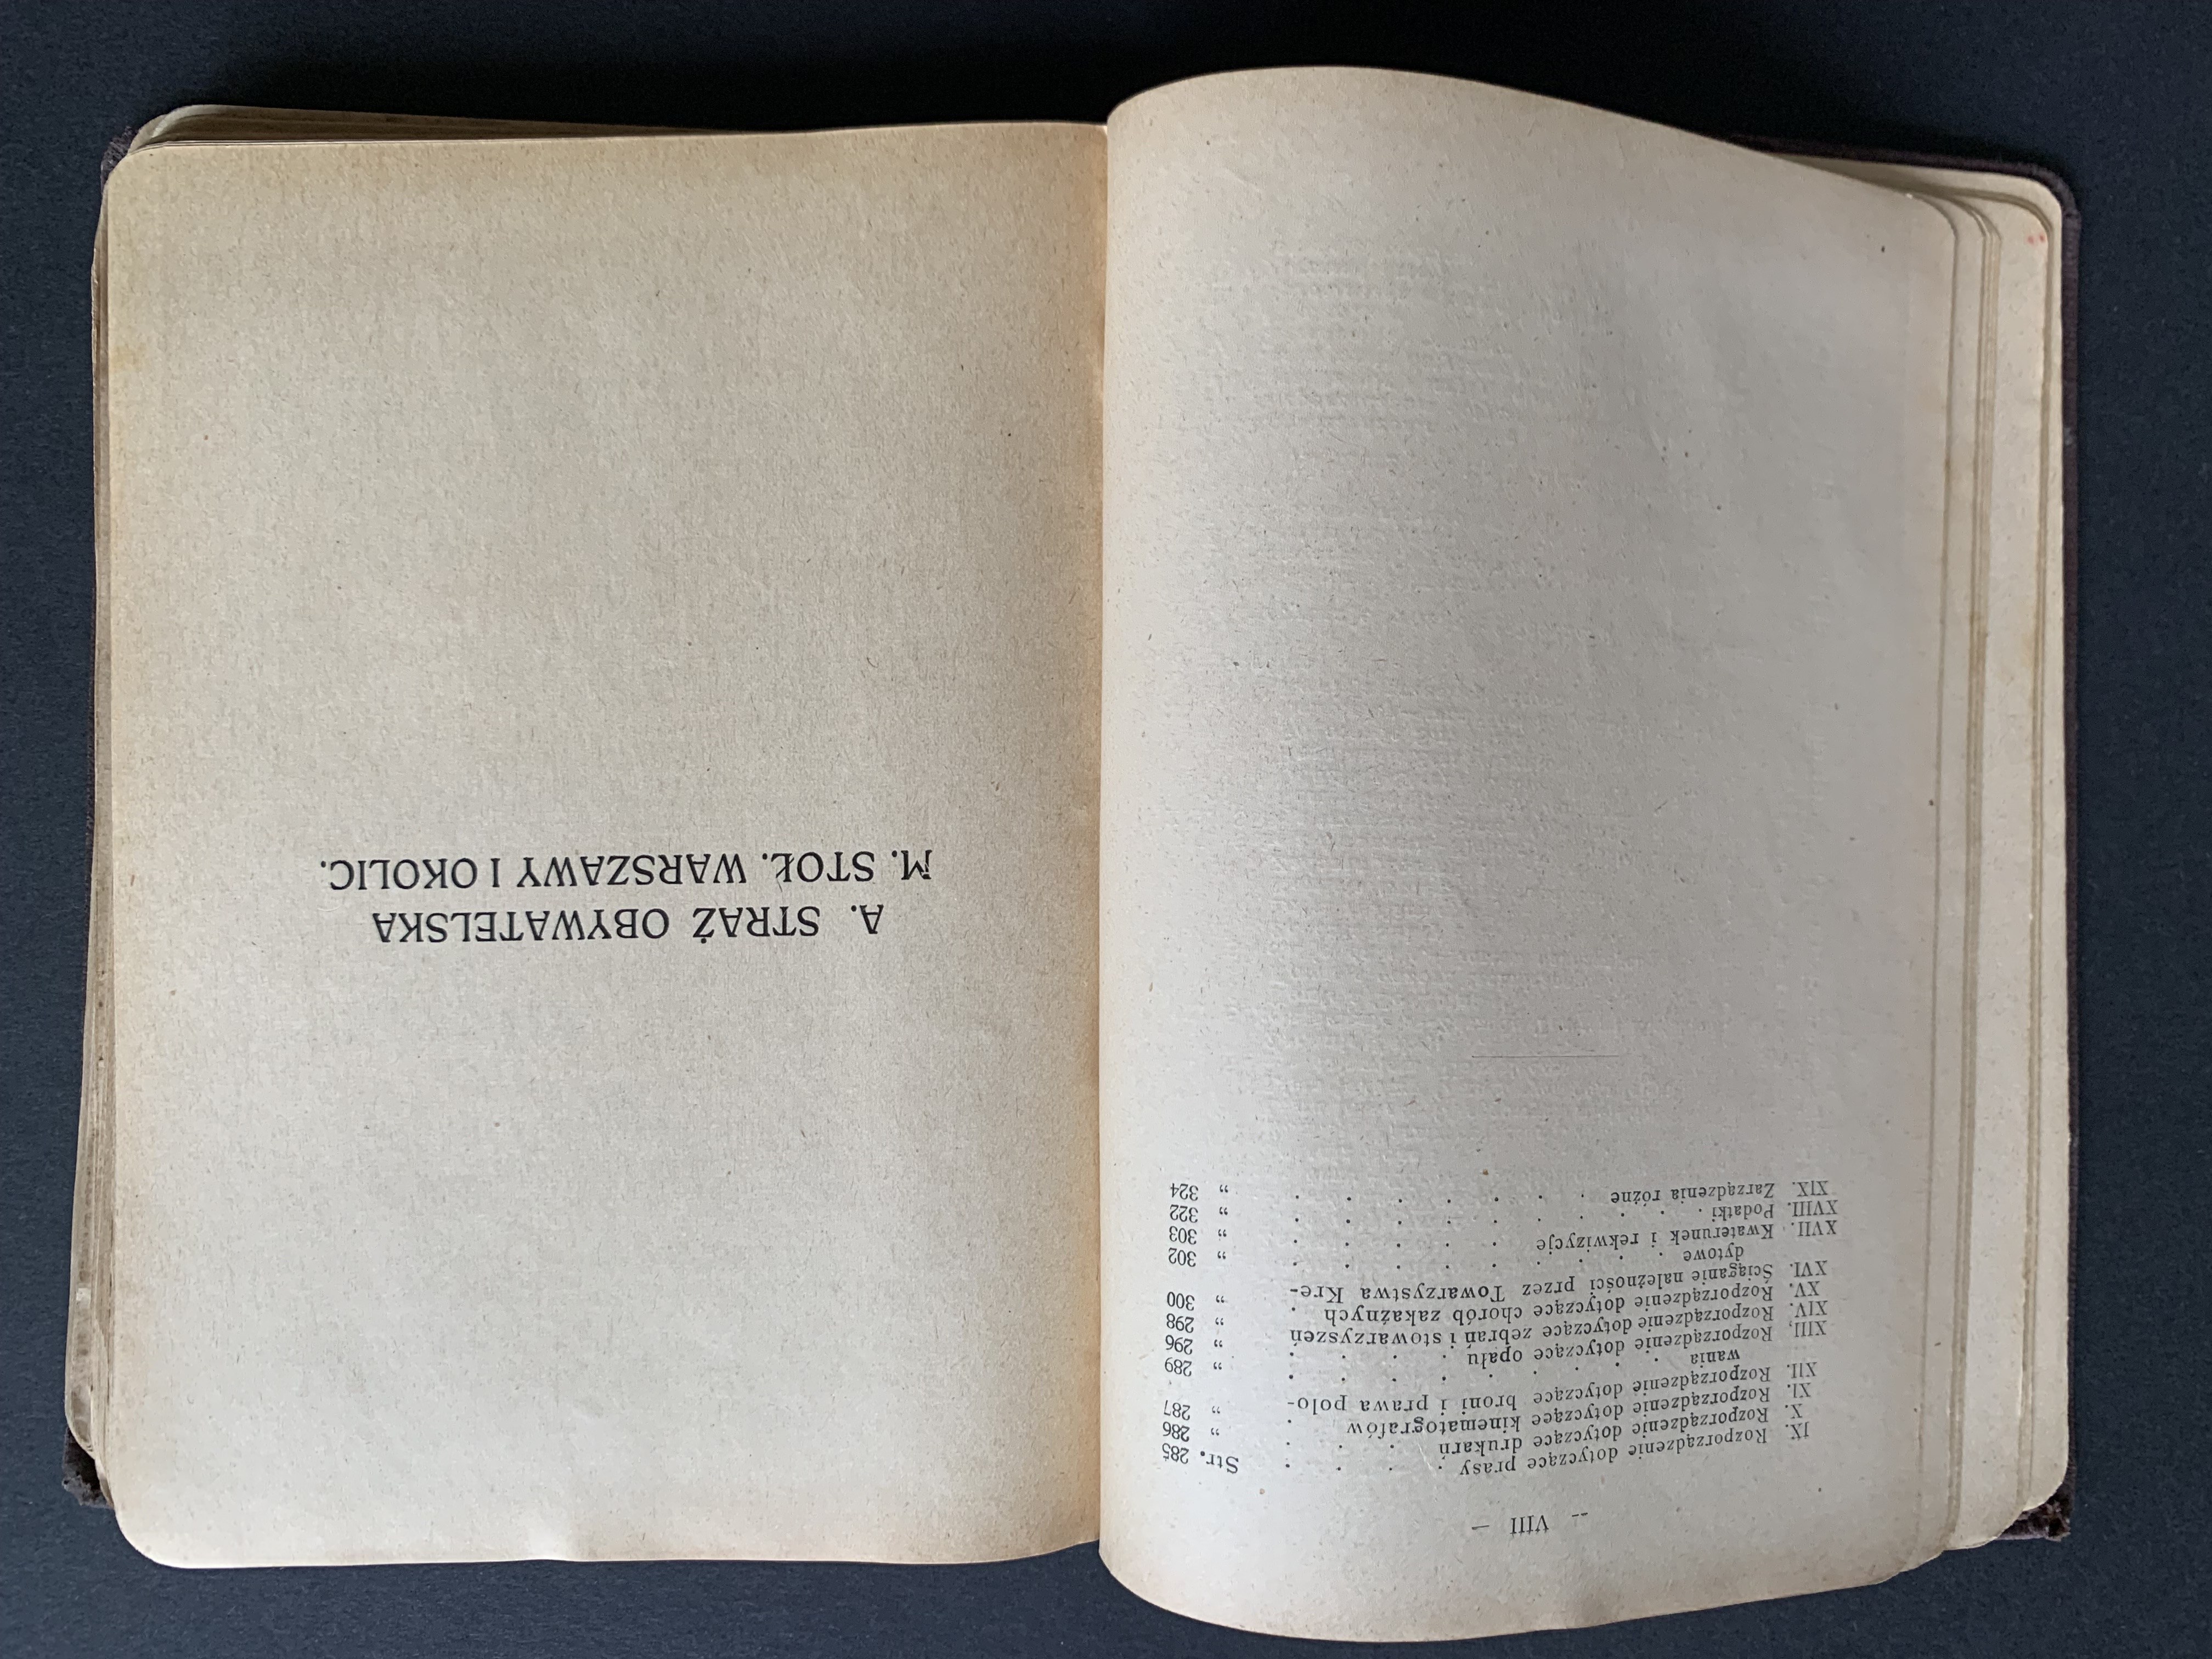 -- VIII —
IX. Rozporządzenie dotyczące prasy . . . . Str. 285
X. Rozporządzenie dotyczące drukarń . . . „ 286
XI. Rozporządzenie dotyczące kinematografów . „ 287
XII. Rozporządzenie dotyczące broni i prawa polo-
wania . . . . . . . . „ 289
XIII, Rozporządzenie dotyczące opału . . . . „ 296
XIV. Rozporządzenie dotyczące zebrań i stowarzyszeń „ 298
XV. Rozporządzenie dotyczące chorób zakaźnych . „ 300
XVI. Ściąganie należności przez Towarzystwa Kre-
dytowe . . . . . . . . „ 302
XVII. Kwaterunek i rekwizycje . . . . . „ 303
XVIII. Podatki . . . . . . . . „ 322
XIX. Zarządzenia różne . . . . . . „ 324
A. STRAŻ OBYWATELSKA
M. STOŁ. WARSZAWY I OKOLIC.